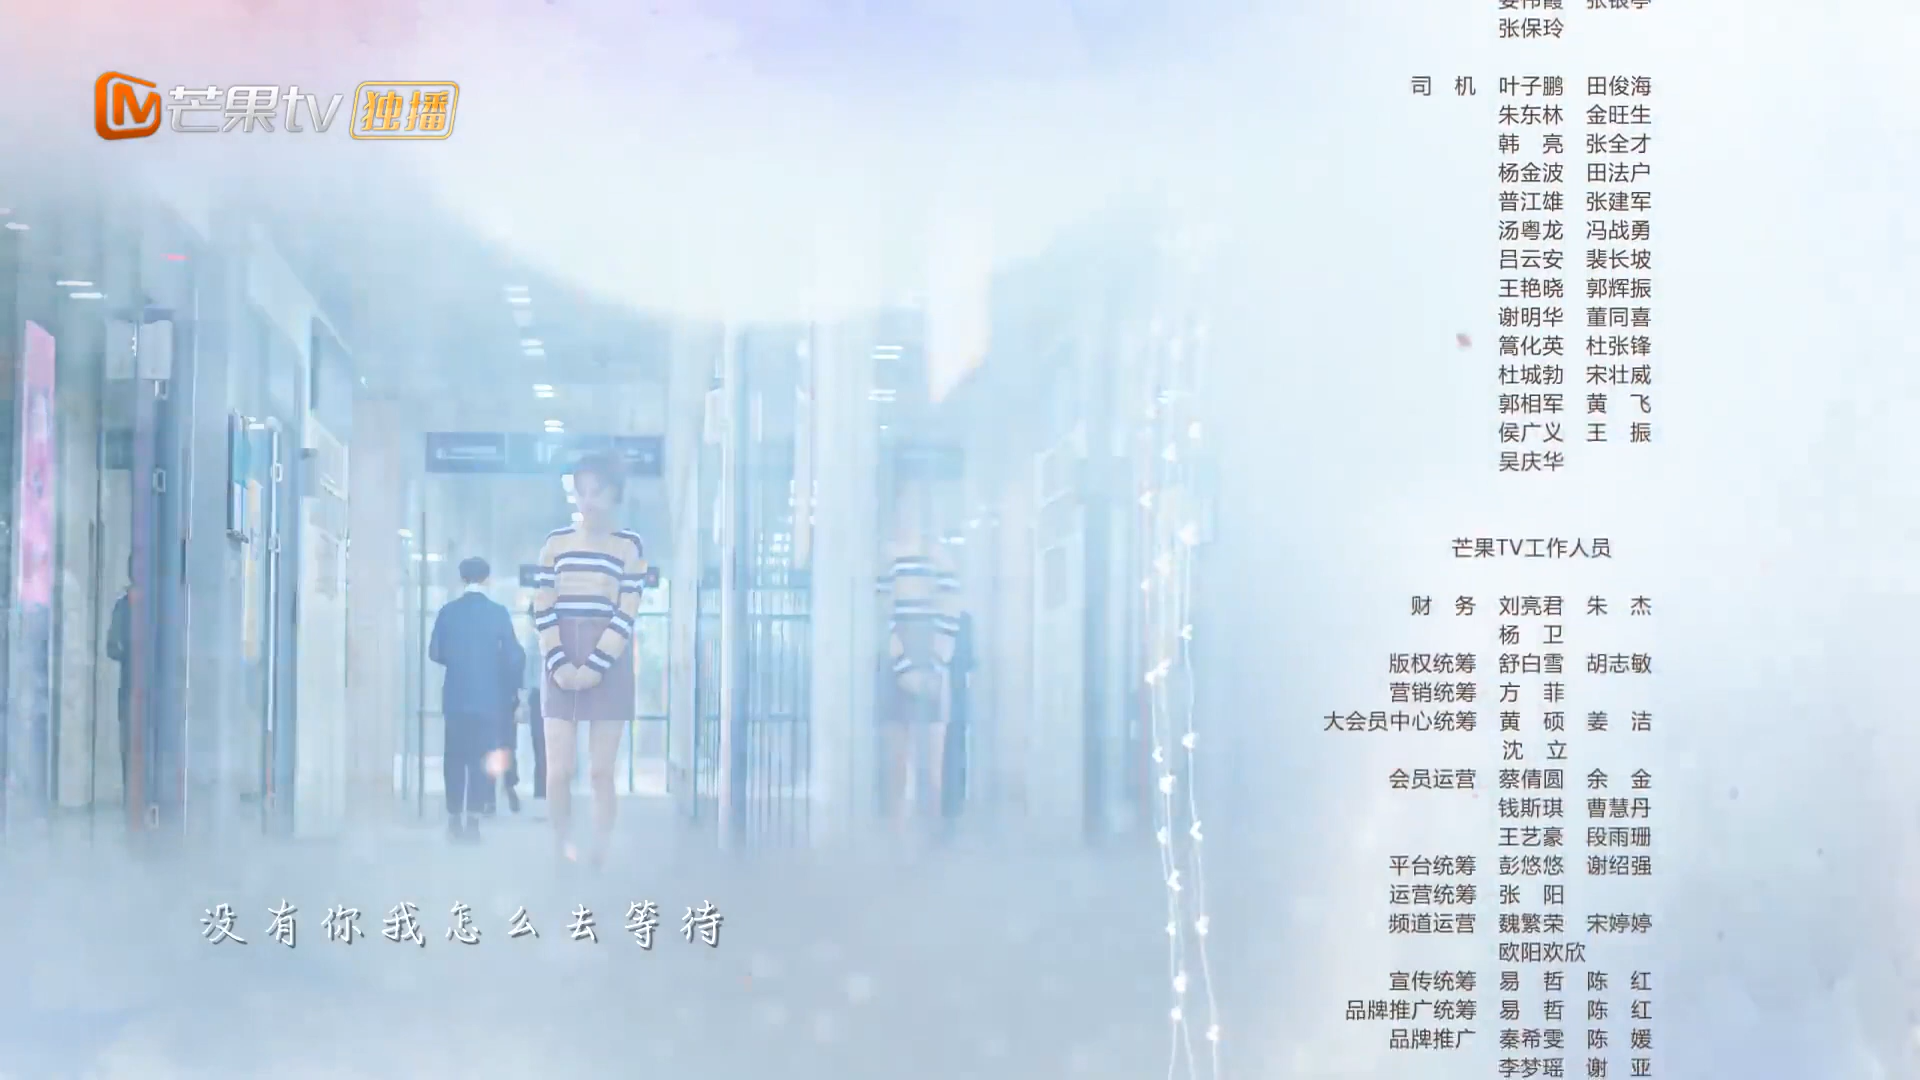 张保玲
芒果tv 独播
司 机 叶子鹏 田俊海
朱东林 金旺生
韩 亮 张全才
杨金波 田法户
普江雄 张建军
汤粤龙 冯战勇
吕云安 裴长坡
王艳晓 郭辉振
谢明华 董同喜
篙化英 杜张锋
杜城勃 宋壮威
郭相军 黄 飞
侯广义 王 振
吴庆华
芒果TV工作人员
财 务 刘亮君 朱 杰
杨 卫
版权统筹 舒白雪 胡志敏
营销统筹 方 菲
大会员中心统筹 黄 硕 姜 洁
沈 立
会员运营 蔡倩圆 余 金
钱斯琪 曹慧丹
王艺豪 段雨珊
平台统筹 彭悠悠 谢绍强
运营统筹 张 阳
频道运营 魏繁荣 宋婷婷
欧阳欢欣
宣传统筹 易 哲 陈 红
品牌推广统筹 易 哲 陈 红
品牌推广 秦希雯 陈 媛
李梦瑶 谢 亚
没有你我怎么去等待